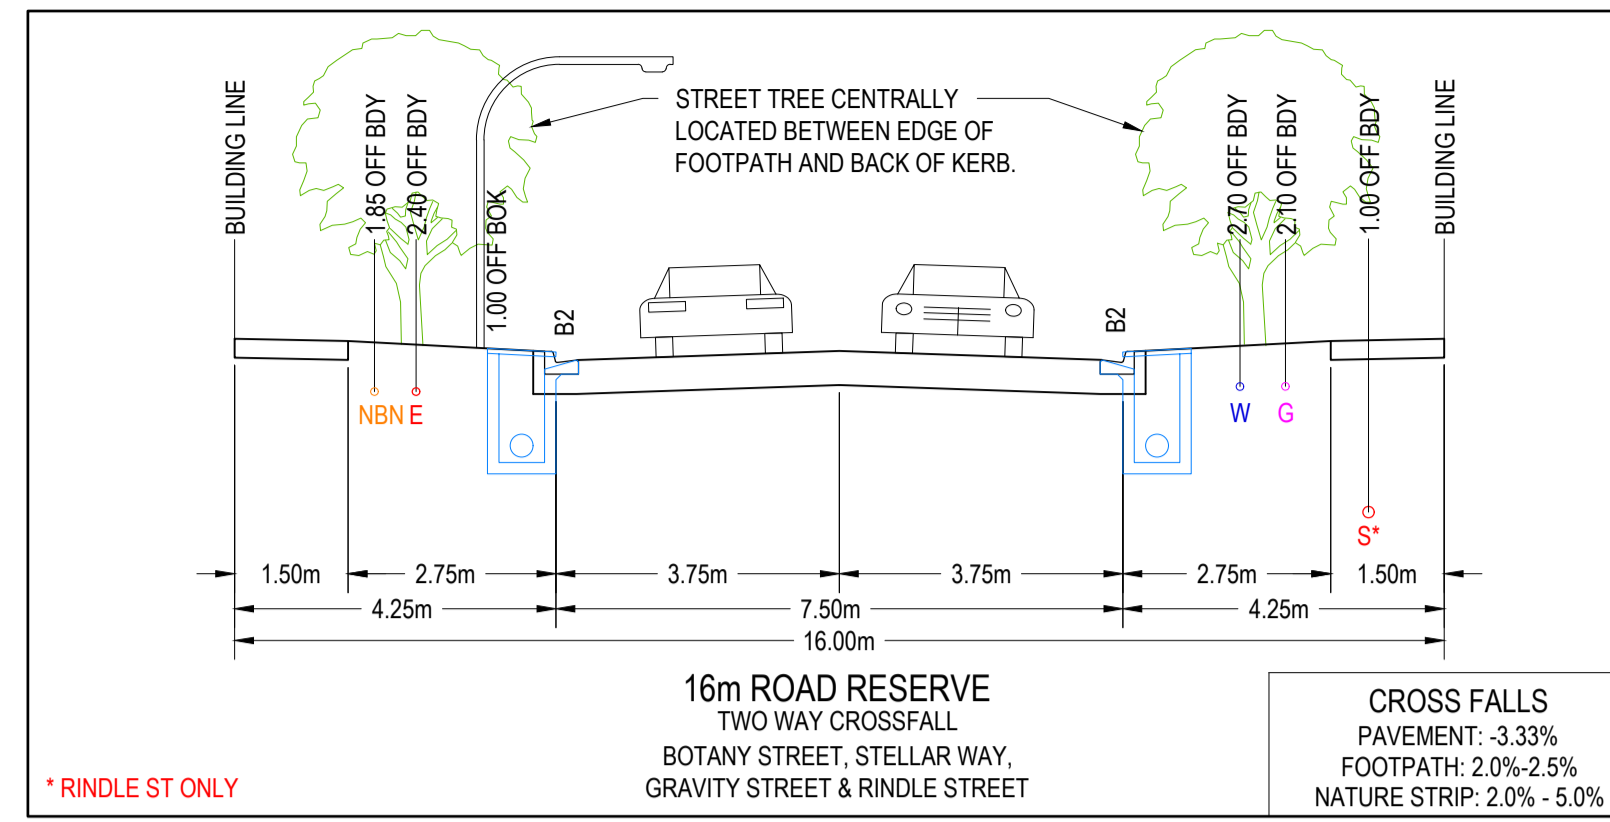 STREET TREE CENTRALLY
LOCATED BETWEEN EDGE OF
FOOTPATH AND BACK OF KERB.
BUILDING LINE
1.85 OFF BDY
2.40 OFF BDY
1.00 OFF BOK
B2
B2
2.70 OFF BDY
2.10 OFF BDY
1.00 OFF BDY
BUILDING LINE
NBN E
W G
S*
1.50m 2.75m 3.75m 3.75m 2.75m 1.50m
4.25m 7.50m 4.25m
16.00m
16m ROAD RESERVE
TWO WAY CROSSFALL
BOTANY STREET, STELLAR WAY,
GRAVITY STREET & RINDLE STREET
* RINDLE ST ONLY
CROSS FALLS
PAVEMENT: -3.33%
FOOTPATH: 2.0%-2.5%
NATURE STRIP: 2.0% - 5.0%